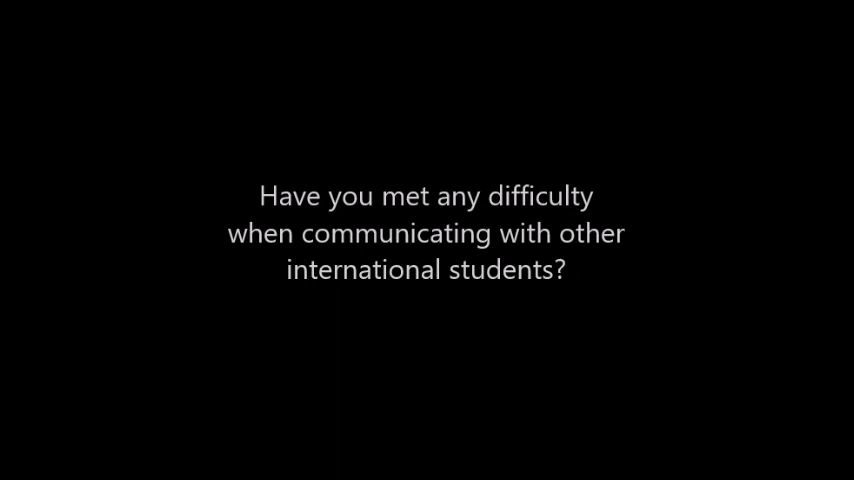 Have you met any difficulty
when communicating with other
international students?